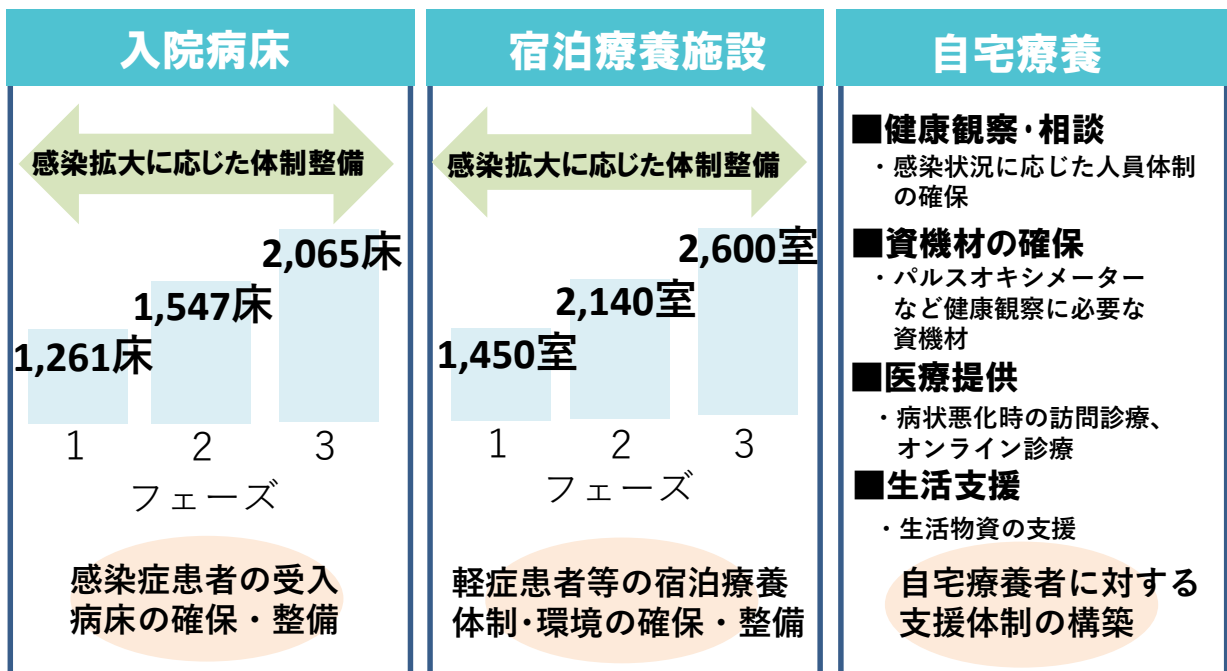 入院病床
感染拡大に応じた体制整備
2,065床
1,547床
1,261床
1
2
3
フェーズ
感染症患者の受入
病床の確保・整備
宿泊療養施設
感染拡大に応じた体制整備
2,600室
2,140室
1,450室
1
2
3
フェーズ
軽症患者等の宿泊療養
体制・環境の確保・整備
自宅療養
■健康観察・相談
・感染状況に応じた人員体制
の確保
■資機材の確保
・パルスオキシメーター
など健康観察に必要な
資機材
■医療提供
・病状悪化時の訪問診療、
オンライン診療
■生活支援
・生活物資の支援
自宅療養者に対する
支援体制の構築